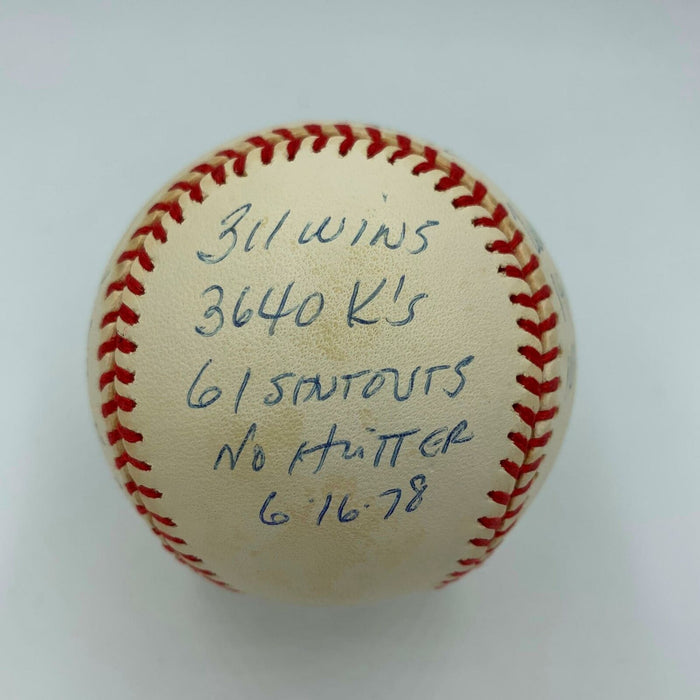 311 WINS
3640 K's
61 SHUTOUTS
No HitTER
6·16·78